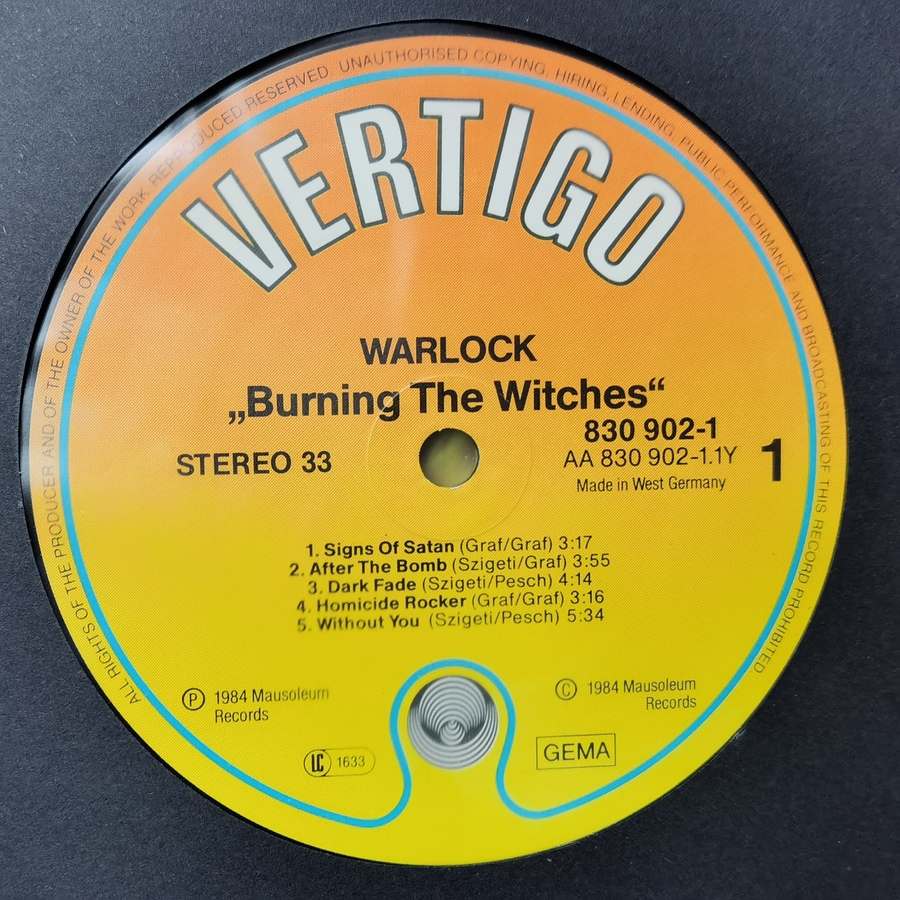 ALL RIGHTS OF THE PRODUCER AND OF THE OWNER OF THE WORK REPRODUCED RESERVED. UNAUTHORISED COPYING, HIRING, LENDING, PUBLIC PERFORMANCE AND BROADCASTING OF THIS RECORD PROHIBITED.
VERTIGO
WARLOCK
„Burning The Witches“
STEREO 33
830 902-1
AA 830 902-1.1Y
Made in West Germany
1
1. Signs Of Satan (Graf/Graf) 3:17
2. After The Bomb (Szigeti/Graf) 3:55
3. Dark Fade (Szigeti/Pesch) 4:14
4. Homicide Rocker (Graf/Graf) 3:16
5. Without You (Szigeti/Pesch) 5:34
Ⓟ 1984 Mausoleum
Records
© 1984 Mausoleum
Records
LC 1633
GEMA